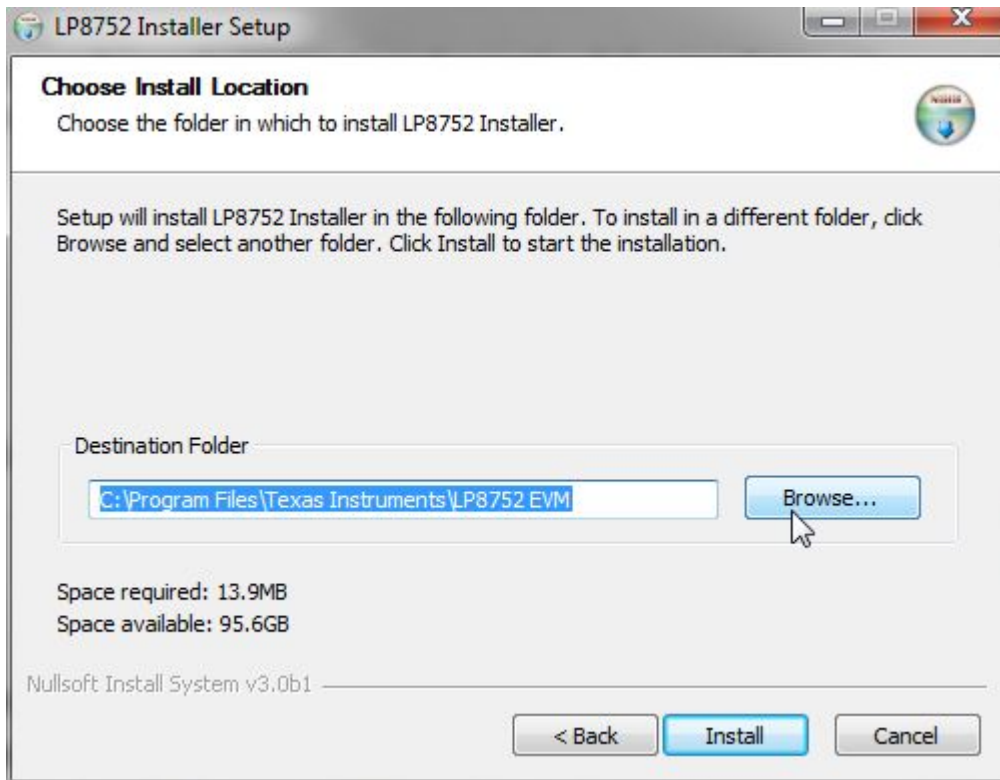 LP8752 Installer Setup
Choose Install Location
Choose the folder in which to install LP8752 Installer.
Setup will install LP8752 Installer in the following folder. To install in a different folder, click
Browse and select another folder. Click Install to start the installation.
Destination Folder
C:\Program Files\Texas Instruments\LP8752 EVM
Browse...
Space required: 13.9MB
Space available: 95.6GB
Nullsoft Install System v3.0b1
< Back
Install
Cancel